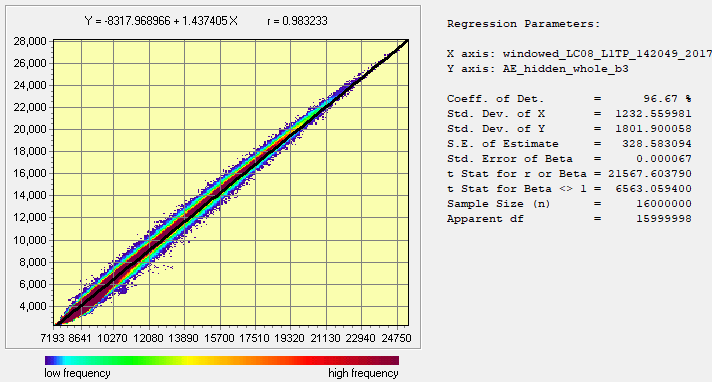 Y = -8317.968966 + 1.437405 X r = 0.983233
28,000
26,000
24,000
22,000
20,000
18,000
16,000
14,000
12,000
10,000
8,000
6,000
4,000
7193 8641 10270 12080 13890 15700 17510 19320 21130 22940 24750
low frequency high frequency
Regression Parameters:
X axis: windowed_LC08_L1TP_142049_2017
Y axis: AE_hidden_whole_b3
Coeff. of Det. = 96.67 %
Std. Dev. of X = 1232.559981
Std. Dev. of Y = 1801.900058
S.E. of Estimate = 328.583094
Std. Error of Beta = 0.000067
t Stat for r or Beta = 21567.603790
t Stat for Beta <> 1 = 6563.059400
Sample Size (n) = 16000000
Apparent df = 15999998